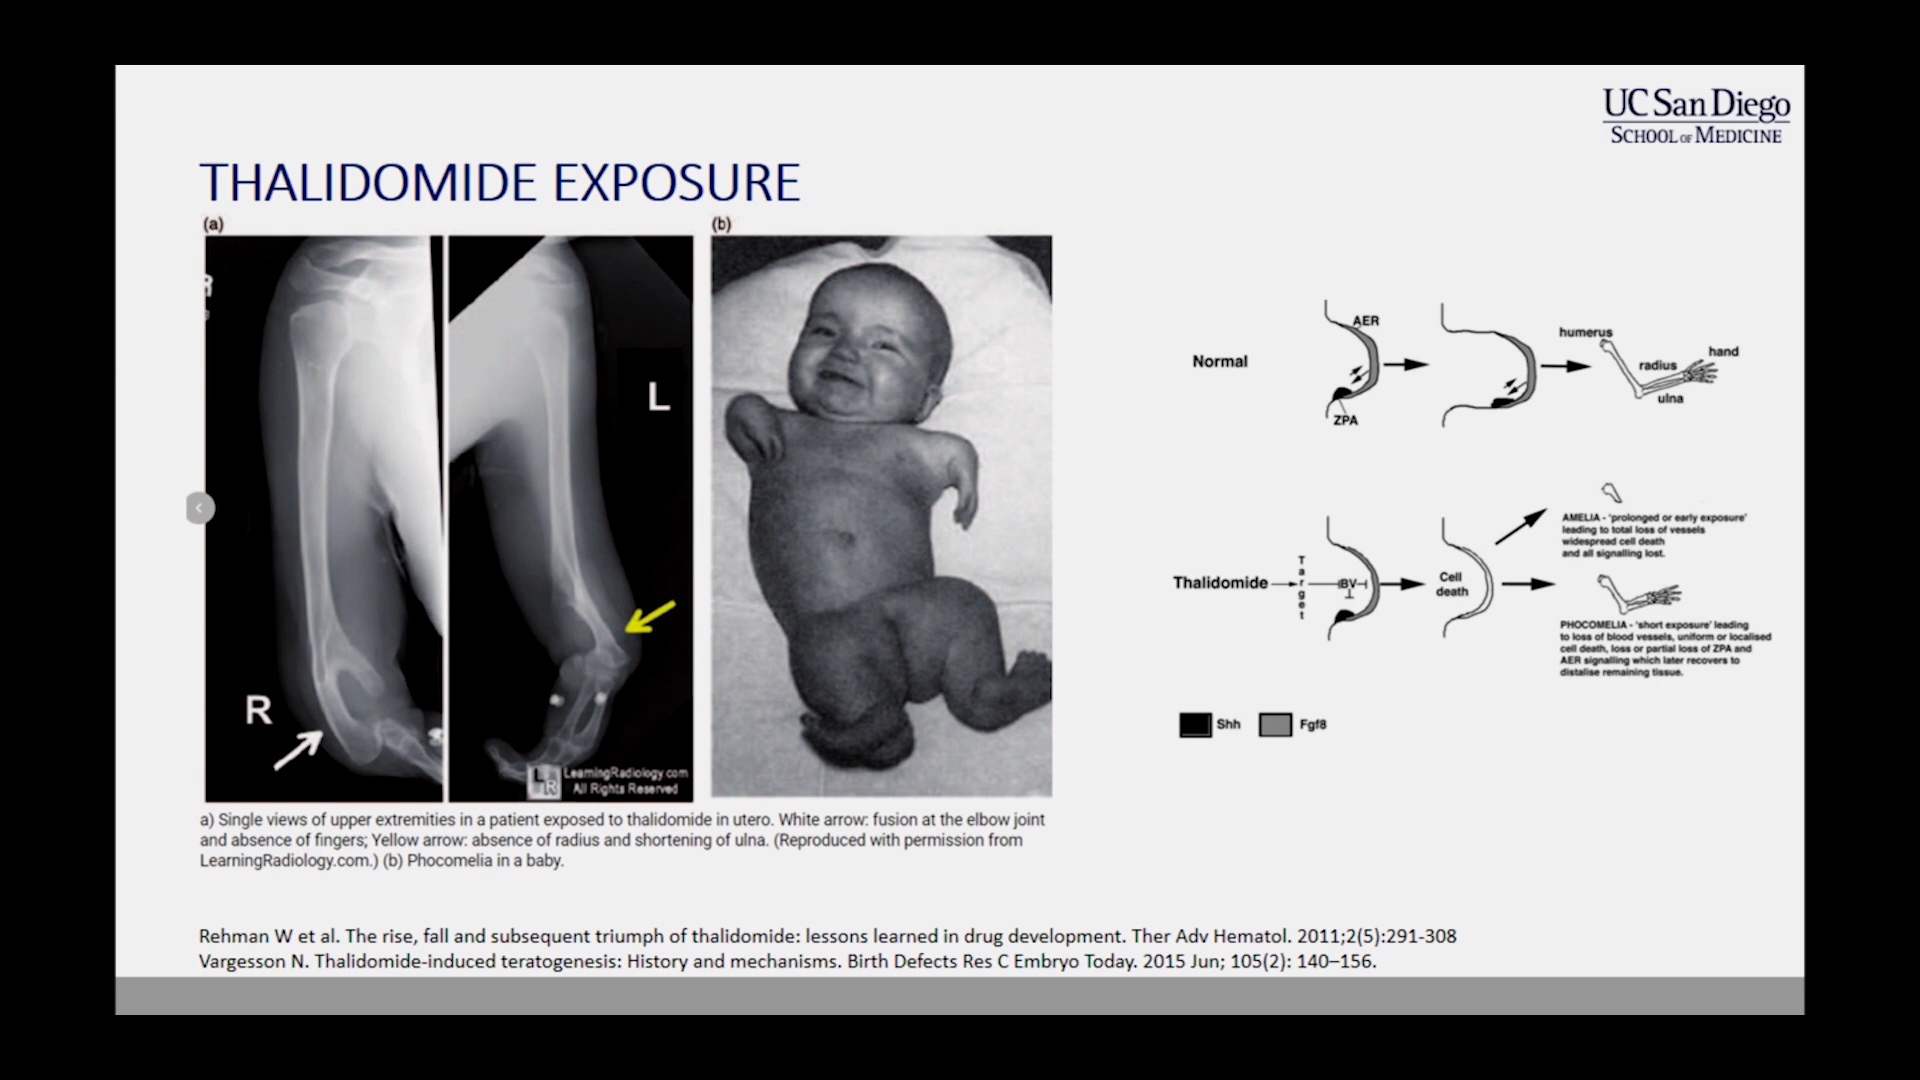 UC San Diego
SCHOOL OF MEDICINE
THALIDOMIDE EXPOSURE
(a)
(b)
R
L
R
LearningRadiology.com
All Rights Reserved
L
R
a) Single views of upper extremities in a patient exposed to thalidomide in utero. White arrow: fusion at the elbow joint
and absence of fingers; Yellow arrow: absence of radius and shortening of ulna. (Reproduced with permission from
LearningRadiology.com.) (b) Phocomelia in a baby.
Normal
AER
ZPA
humerus
radius
hand
ulna
Thalidomide
Target
BV
Cell
death
AMELIA - 'prolonged or early exposure'
leading to total loss of vessels
widespread cell death
and all signalling lost.
PHOCOMELIA - 'short exposure' leading
to loss of blood vessels, uniform or localised
cell death, loss or partial loss of ZPA and
AER signalling which later recovers to
distalise remaining tissue.
Shh
Fgf8
Rehman W et al. The rise, fall and subsequent triumph of thalidomide: lessons learned in drug development. Ther Adv Hematol. 2011;2(5):291-308
Vargesson N. Thalidomide-induced teratogenesis: History and mechanisms. Birth Defects Res C Embryo Today. 2015 Jun; 105(2): 140–156.